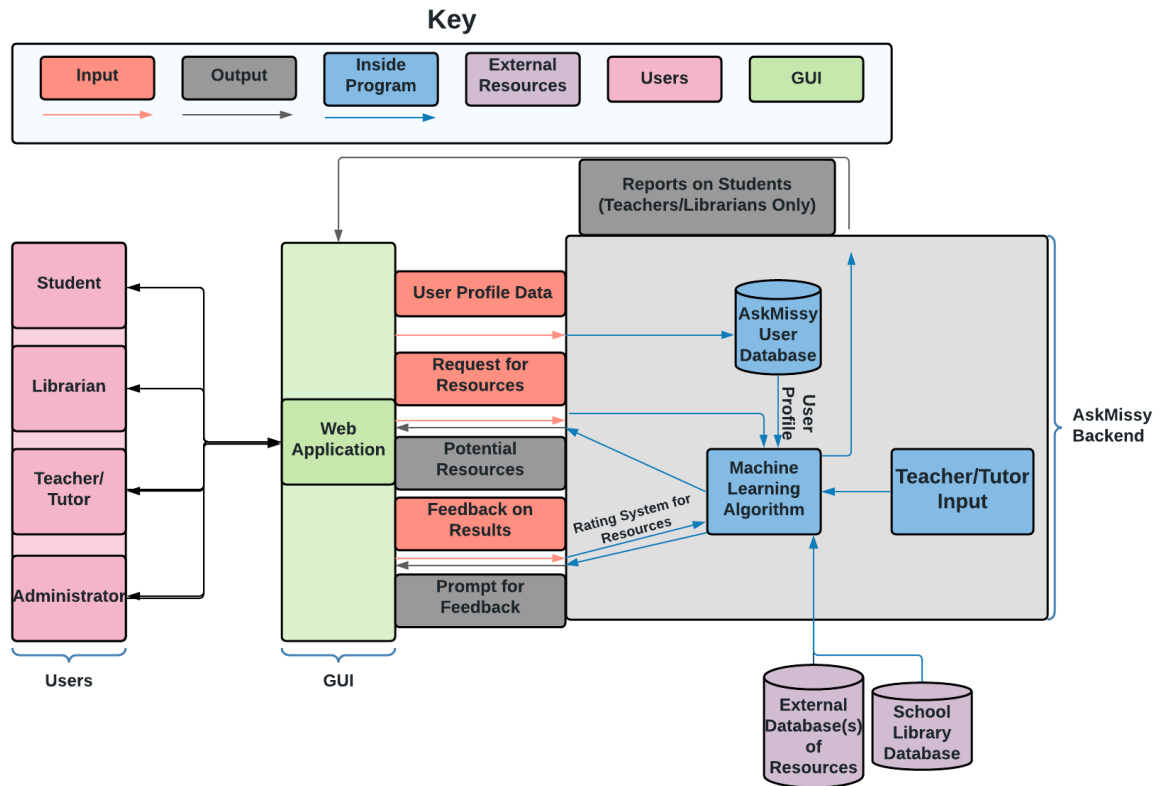 Key
Input
Output
Inside
Program
External
Resources
Users
GUI
Reports on Students
(Teachers/Librarians Only)
Student
Librarian
Teacher/
Tutor
Administrator
Users
Web
Application
GUI
User Profile Data
Request for
Resources
Potential
Resources
Feedback on
Results
Prompt for
Feedback
AskMissy
User
Database
User
Profile
Machine
Learning
Algorithm
Rating System for
Resources
Teacher/Tutor
Input
AskMissy
Backend
External
Database(s)
of
Resources
School
Library
Database